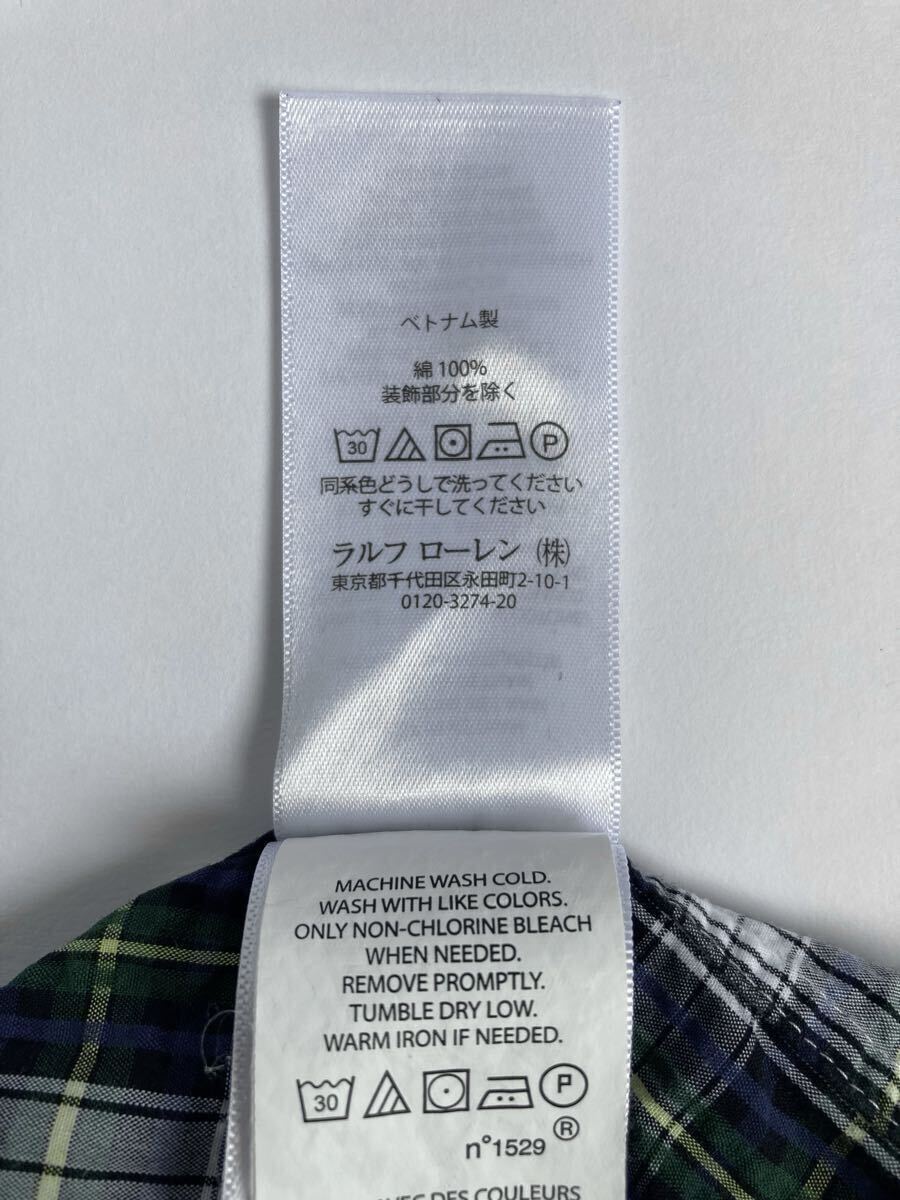 ベトナム製
綿 100%
装飾部分を除く
30 P
同系色どうしで洗ってください
すぐに干してください
ラルフ ローレン (株)
東京都千代田区永田町2-10-1
0120-3274-20
MACHINE WASH COLD.
WASH WITH LIKE COLORS.
ONLY NON-CHLORINE BLEACH
WHEN NEEDED.
REMOVE PROMPTLY.
TUMBLE DRY LOW.
WARM IRON IF NEEDED.
30 P
®
n°1529
AVEC DES COULEURS